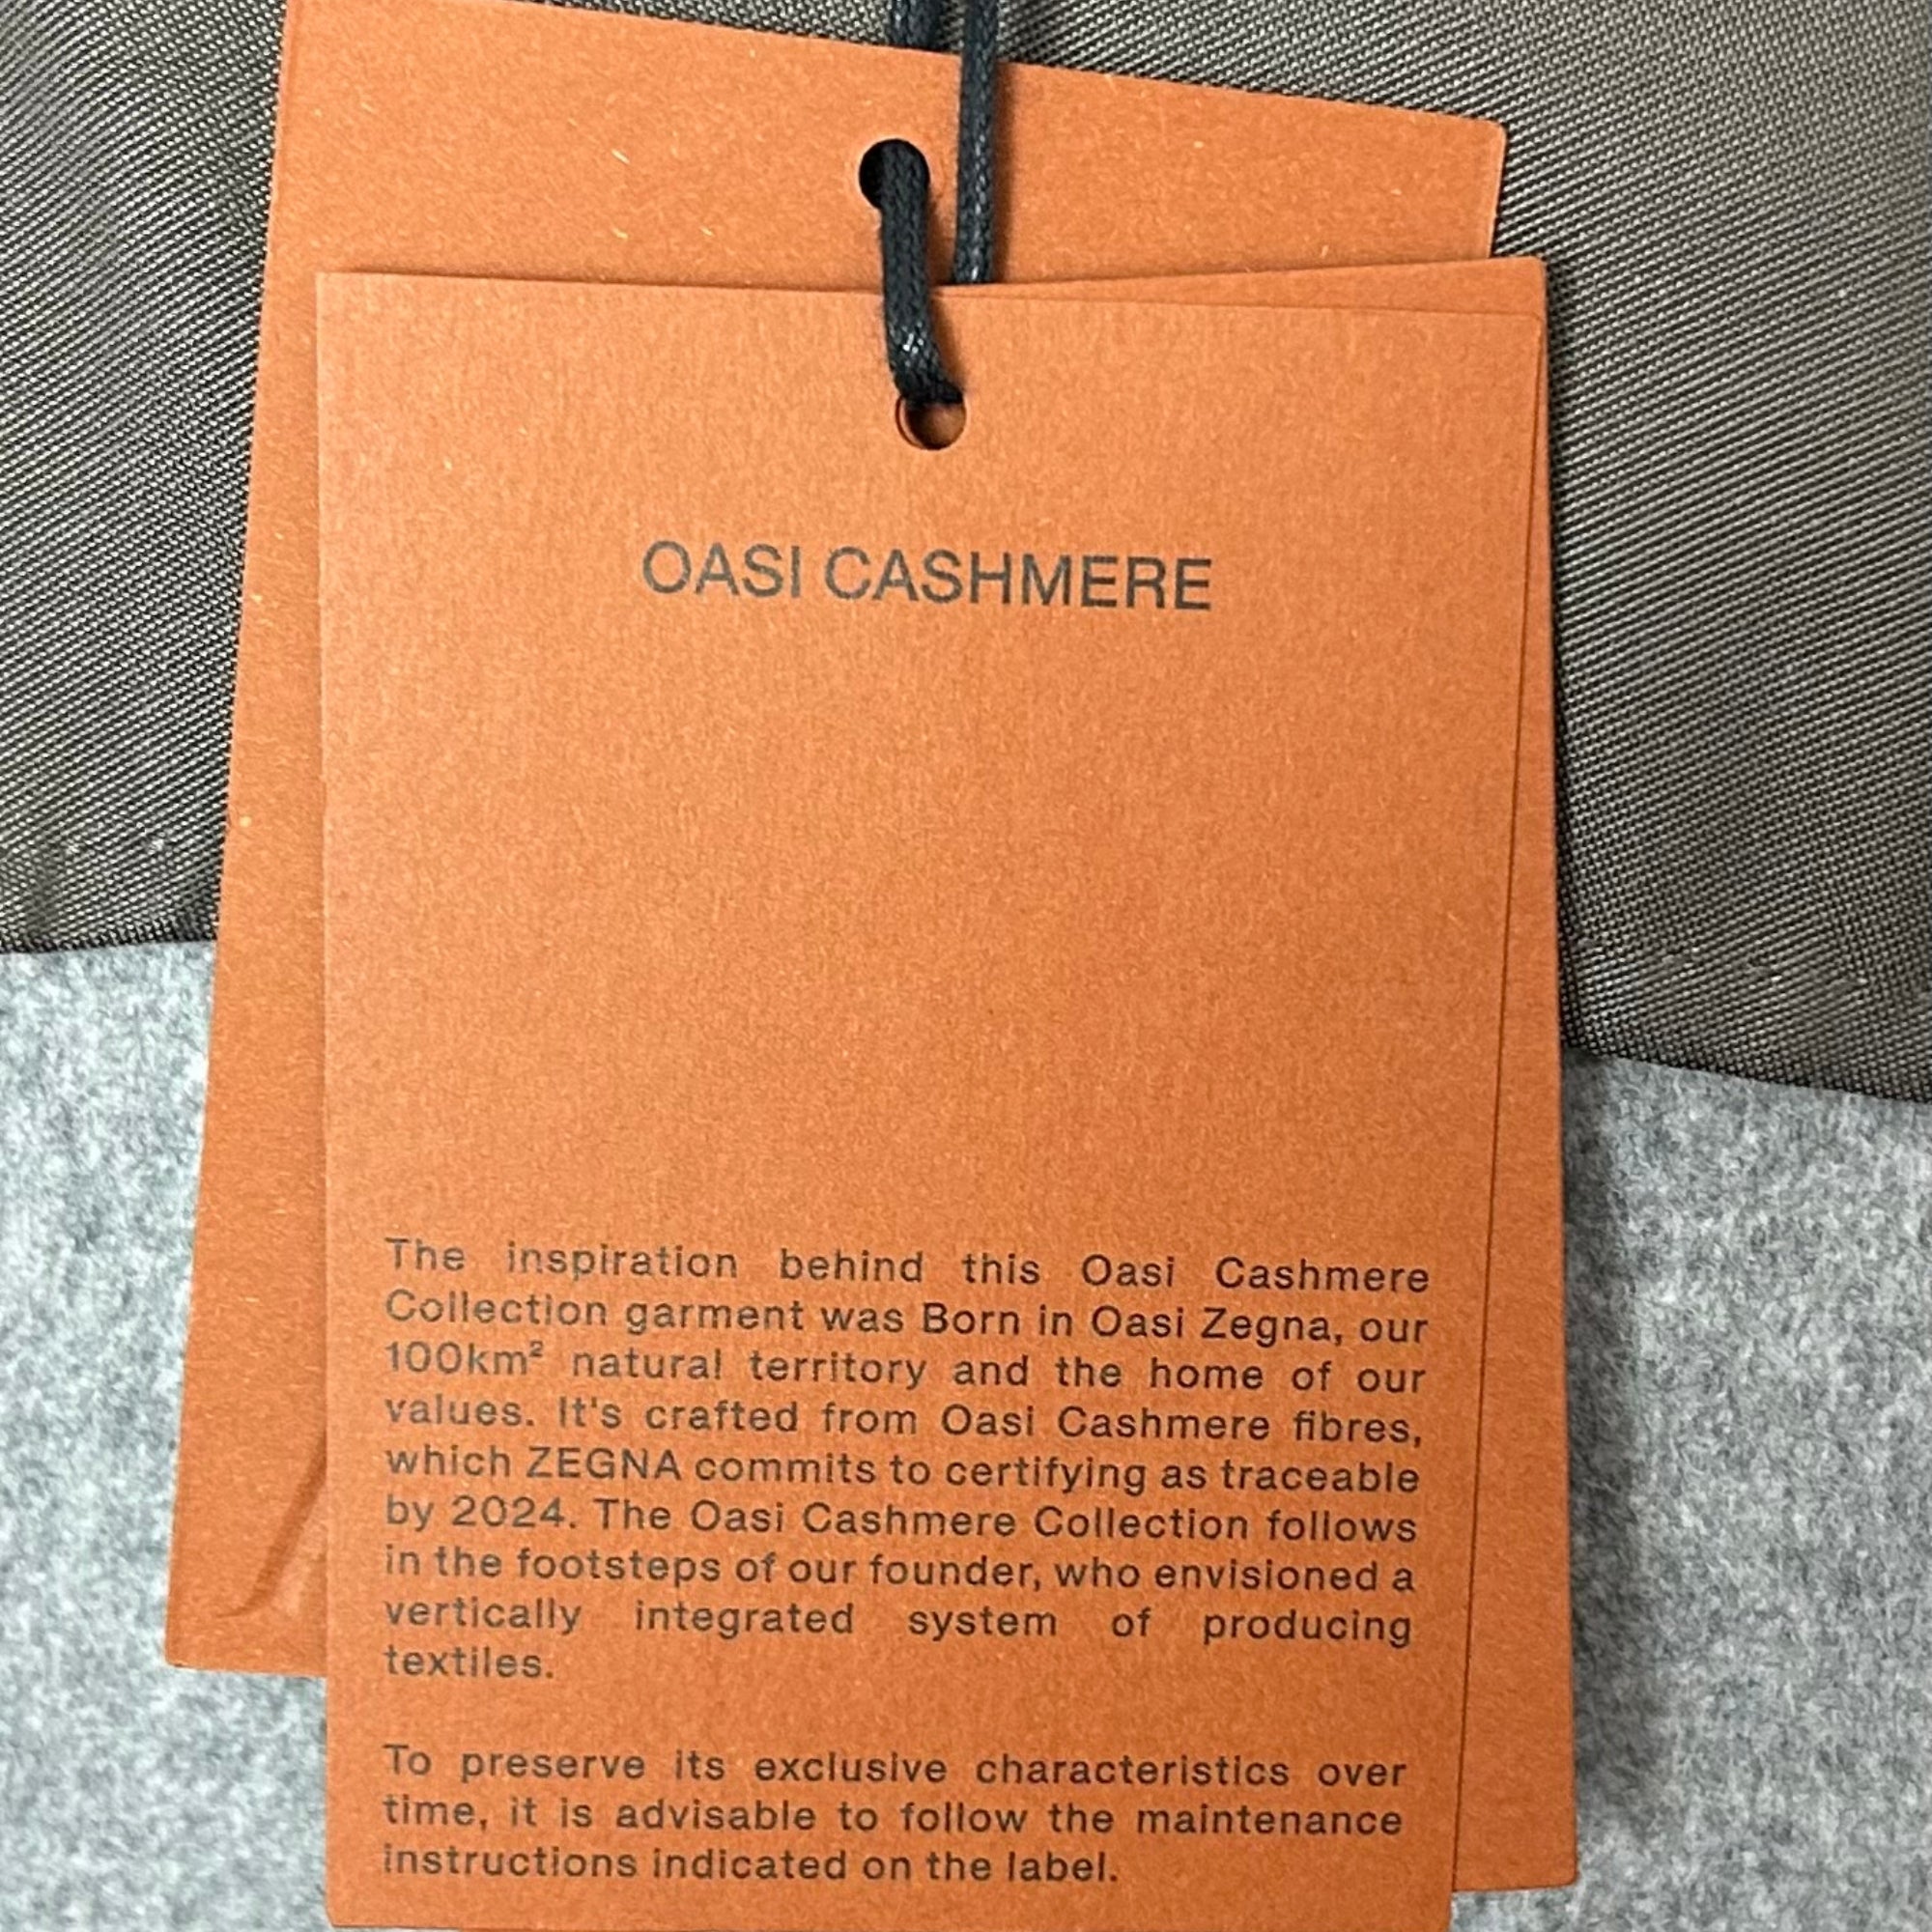 OASI CASHMERE
The inspiration behind this Oasi Cashmere
Collection garment was Born in Oasi Zegna, our
100km² natural territory and the home of our
values. It's crafted from Oasi Cashmere fibres,
which ZEGNA commits to certifying as traceable
by 2024. The Oasi Cashmere Collection follows
in the footsteps of our founder, who envisioned a
vertically integrated system of producing
textiles.
To preserve its exclusive characteristics over
time, it is advisable to follow the maintenance
instructions indicated on the label.